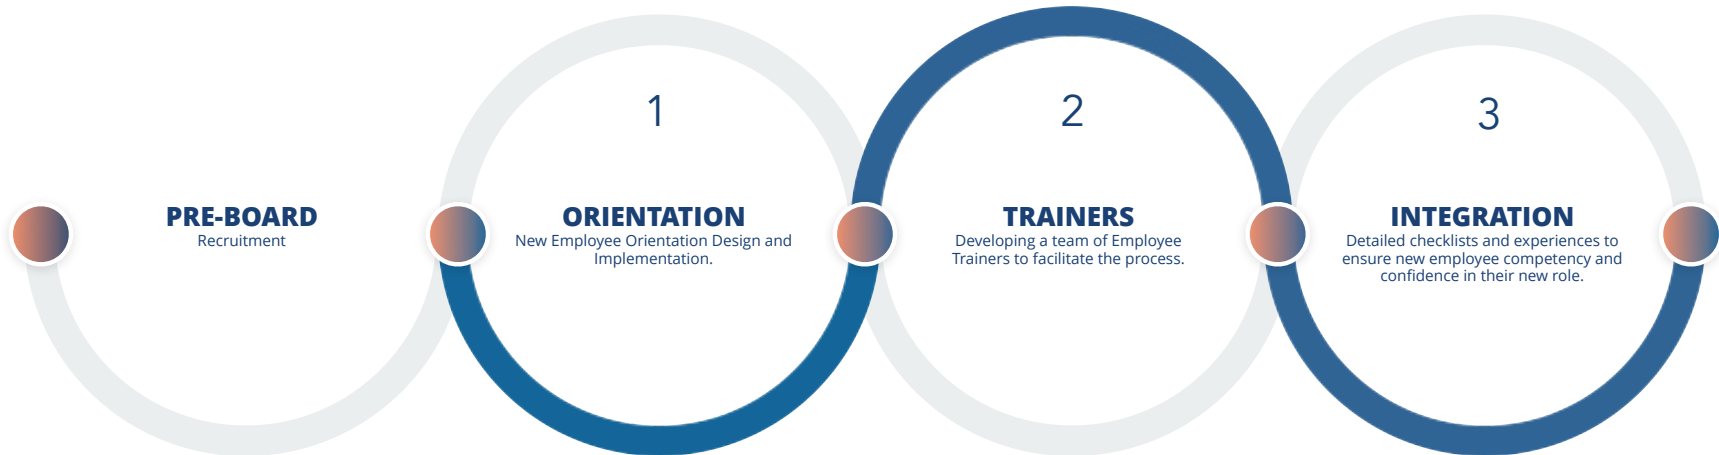 PRE-BOARD
Recruitment
1
ORIENTATION
New Employee Orientation Design and
Implementation.
2
TRAINERS
Developing a team of Employee
Trainers to facilitate the process.
3
INTEGRATION
Detailed checklists and experiences to
ensure new employee competency and
confidence in their new role.